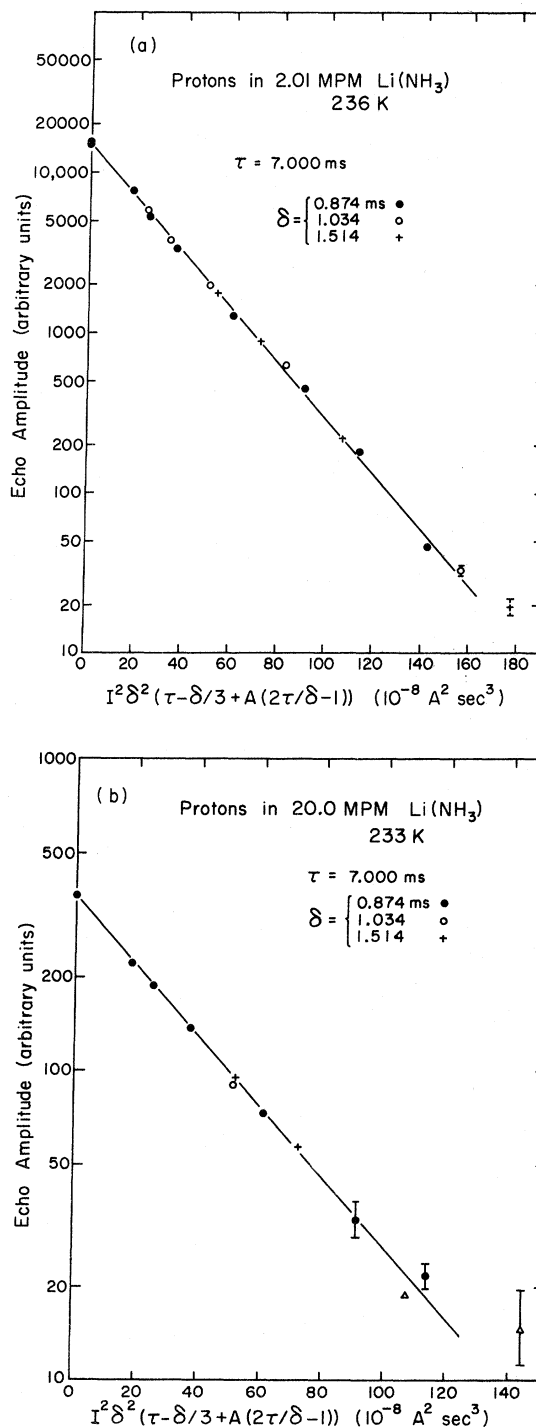 (a)
Protons in 2.01 MPM Li(NH₃)
236 K
τ = 7.000 ms
δ = { 0.874 ms ●
1.034 ○
1.514 +
Echo Amplitude (arbitrary units)
50000
20000
10,000
5000
2000
1000
500
200
100
50
20
10
0 20 40 60 80 100 120 140 160 180
I²δ²(τ-δ/3+A(2τ/δ-1)) (10⁻⁸ A² sec³)
(b)
Protons in 20.0 MPM Li(NH₃)
233 K
τ = 7.000 ms
δ = { 0.874 ms ●
1.034 ○
1.514 +
Echo Amplitude (arbitrary units)
1000
500
200
100
50
20
10
0 20 40 60 80 100 120 140
I²δ²(τ-δ/3+A(2τ/δ-1)) (10⁻⁸ A² sec³)